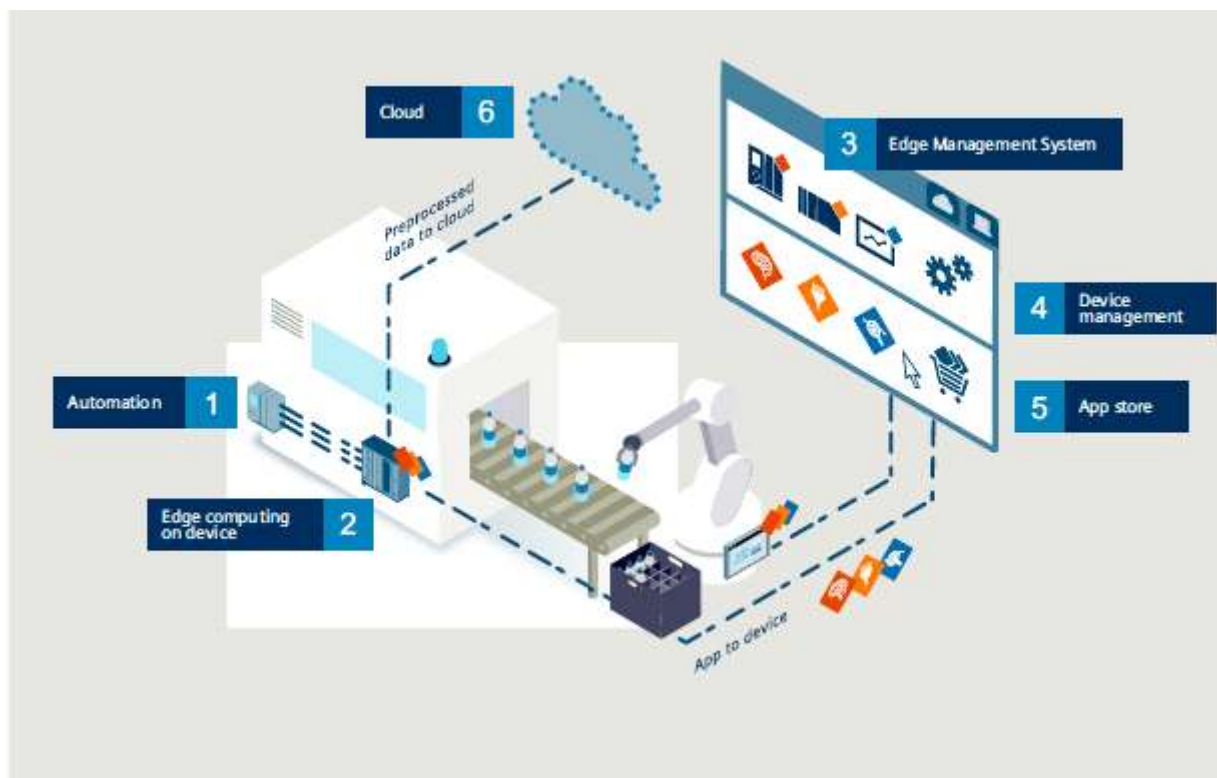 Cloud 6
3 Edge Management System
Preprocessed
data to cloud
4 Device
management
Automation 1
5 App store
Edge computing
on device 2
App to device